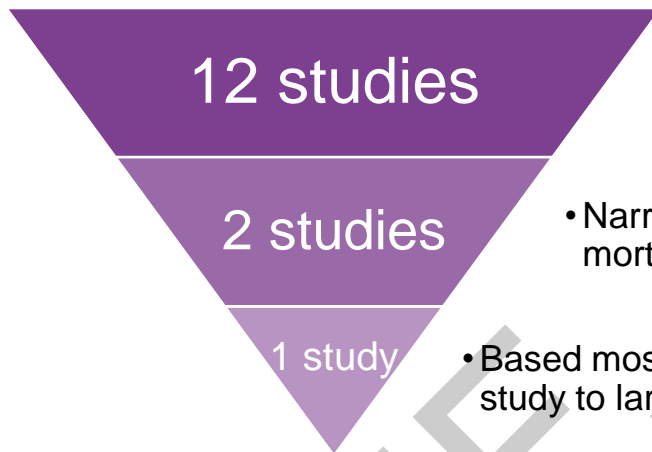 12 studies
2 studies
• Narr
mort
1 study
• Based mos
study to lar